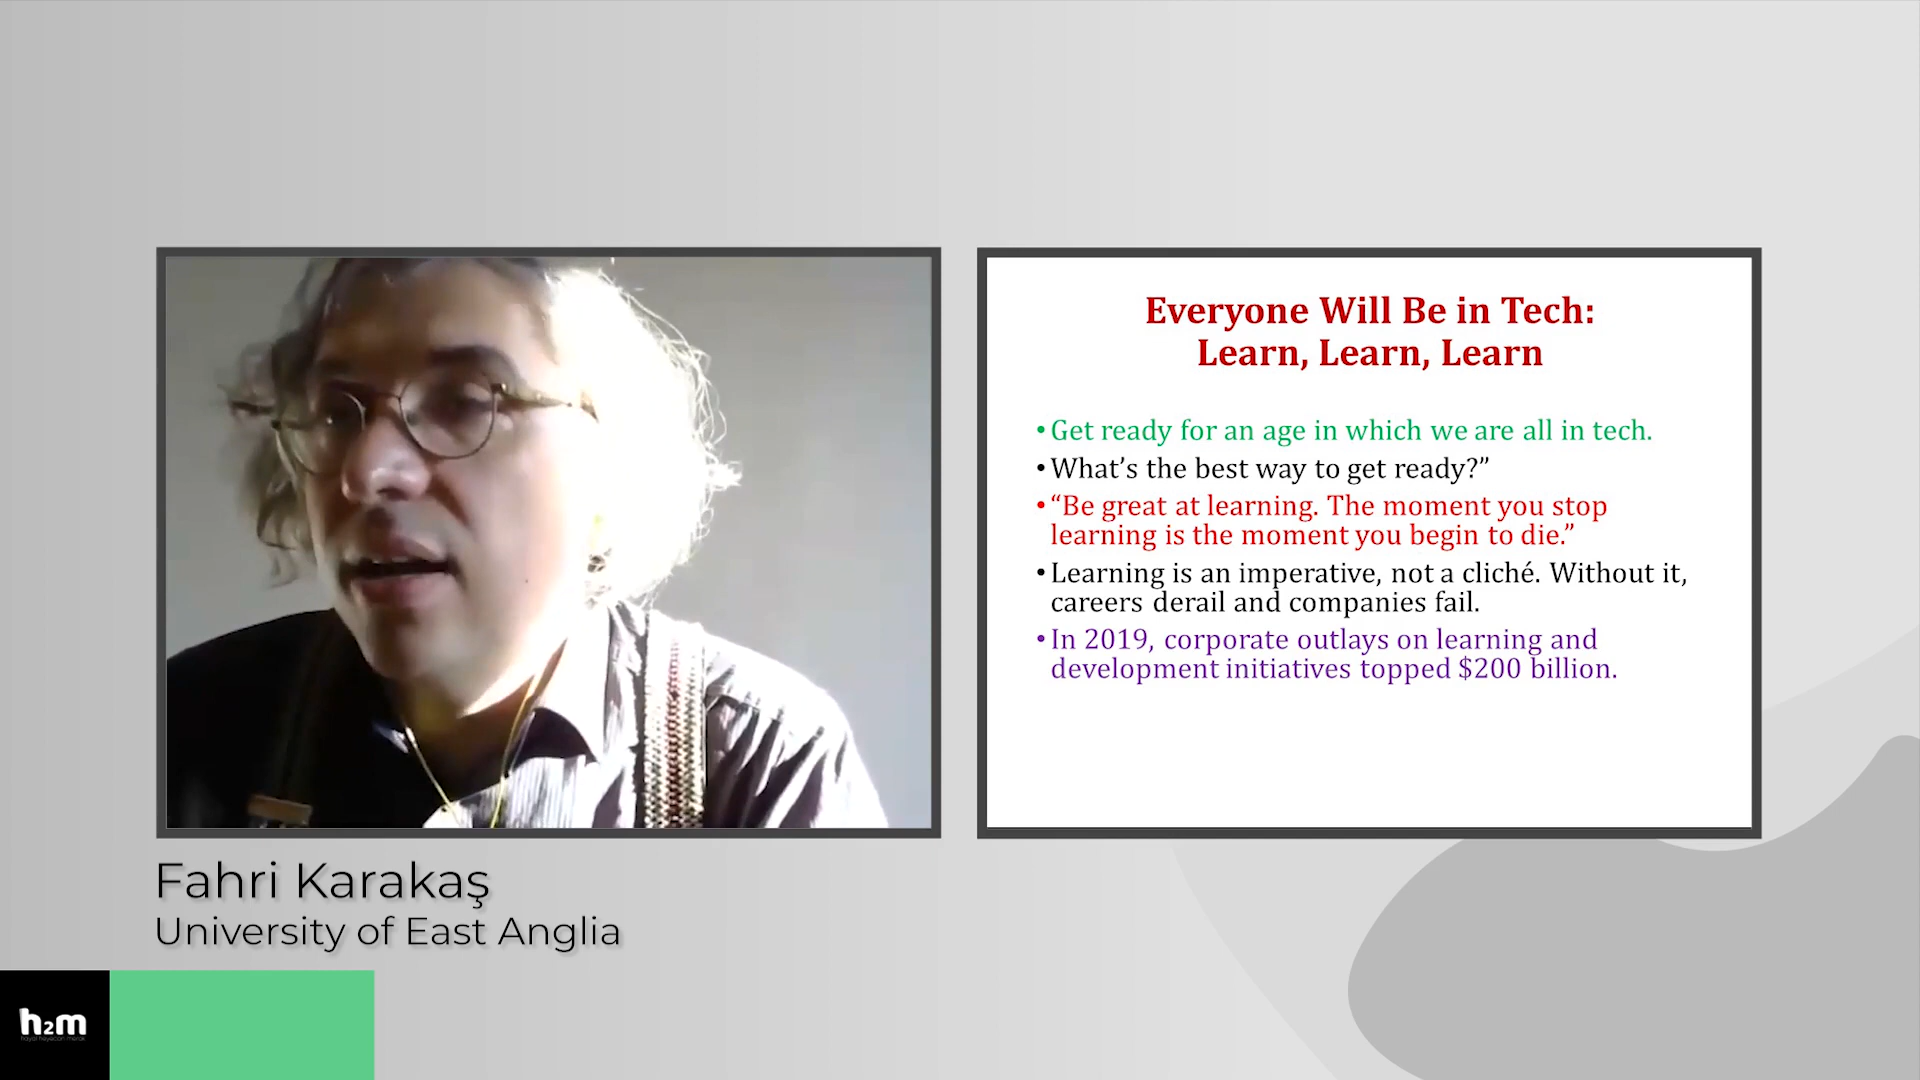 Everyone Will Be in Tech:
Learn, Learn, Learn
•Get ready for an age in which we are all in tech.
•What’s the best way to get ready?”
•“Be great at learning. The moment you stop
learning is the moment you begin to die.”
•Learning is an imperative, not a cliché. Without it,
careers derail and companies fail.
•In 2019, corporate outlays on learning and
development initiatives topped $200 billion.
Fahri Karakaş
University of East Anglia
h2m
hayal heyecan merak